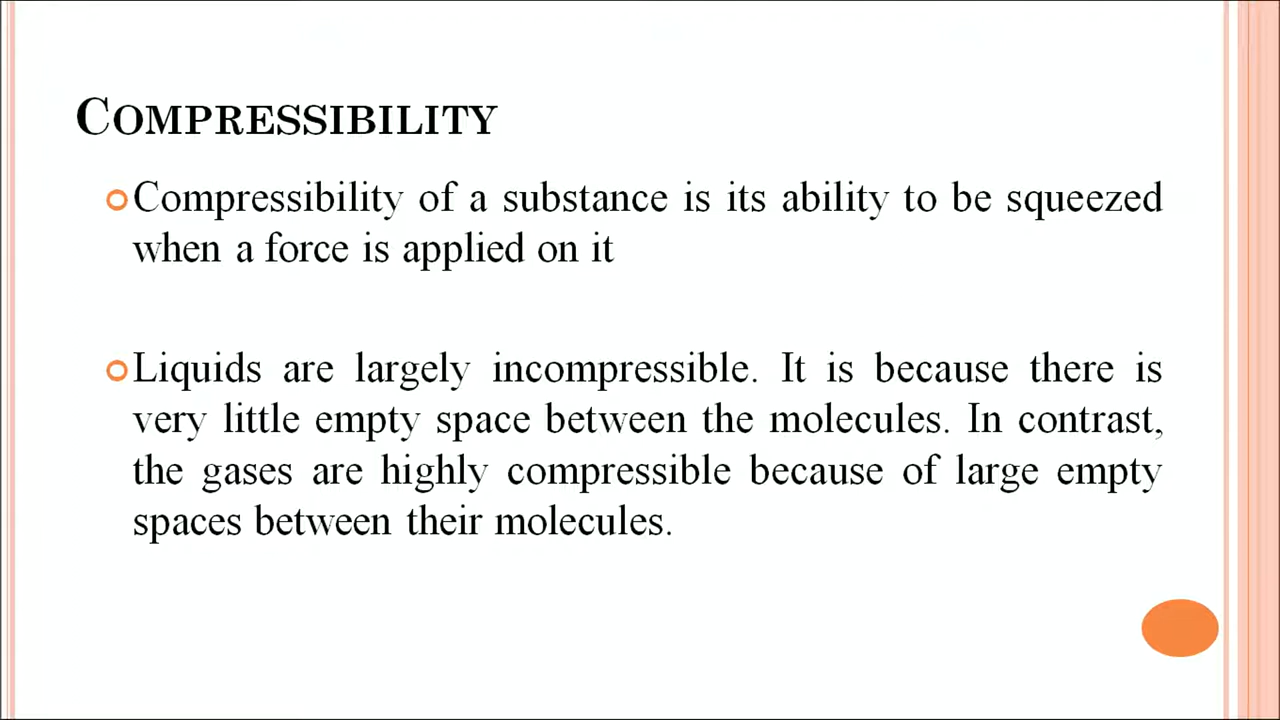 COMPRESSIBILITY
Compressibility of a substance is its ability to be squeezed
when a force is applied on it
Liquids are largely incompressible. It is because there is
very little empty space between the molecules. In contrast,
the gases are highly compressible because of large empty
spaces between their molecules.